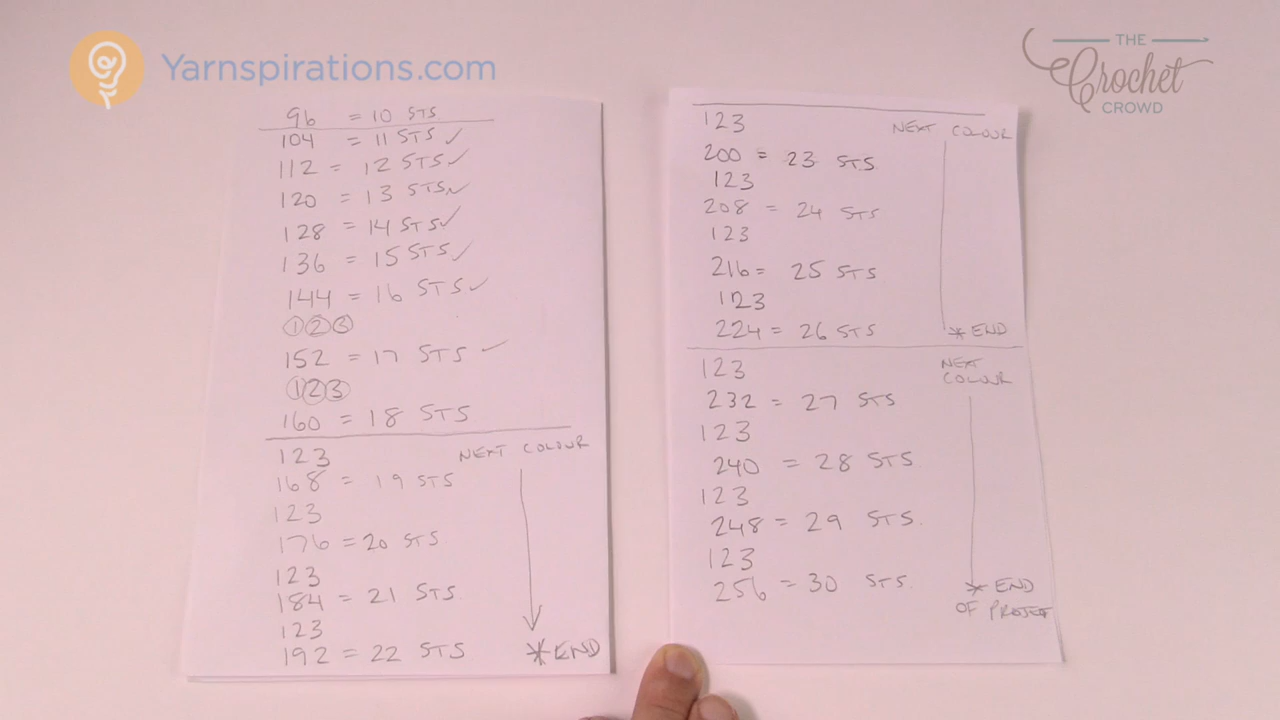 Yarnspirations.com
THE
Crochet
CROWD
96 = 10 STS
104 = 11 STS ✓
112 = 12 STS ✓
120 = 13 STS ✓
128 = 14 STS ✓
136 = 15 STS ✓
144 = 16 STS ✓
①②③
152 = 17 STS ✓
①②③
160 = 18 STS
123 NEXT COLOUR
168 = 19 STS
123
176 = 20 STS
123
184 = 21 STS
123
192 = 22 STS * END
123 NEXT COLOUR
200 = 23 STS
123
208 = 24 STS
123
216 = 25 STS
123
224 = 26 STS * END
123 NEXT
COLOUR
232 = 27 STS
123
240 = 28 STS
123
248 = 29 STS
123
256 = 30 STS * END
OF PROJECT